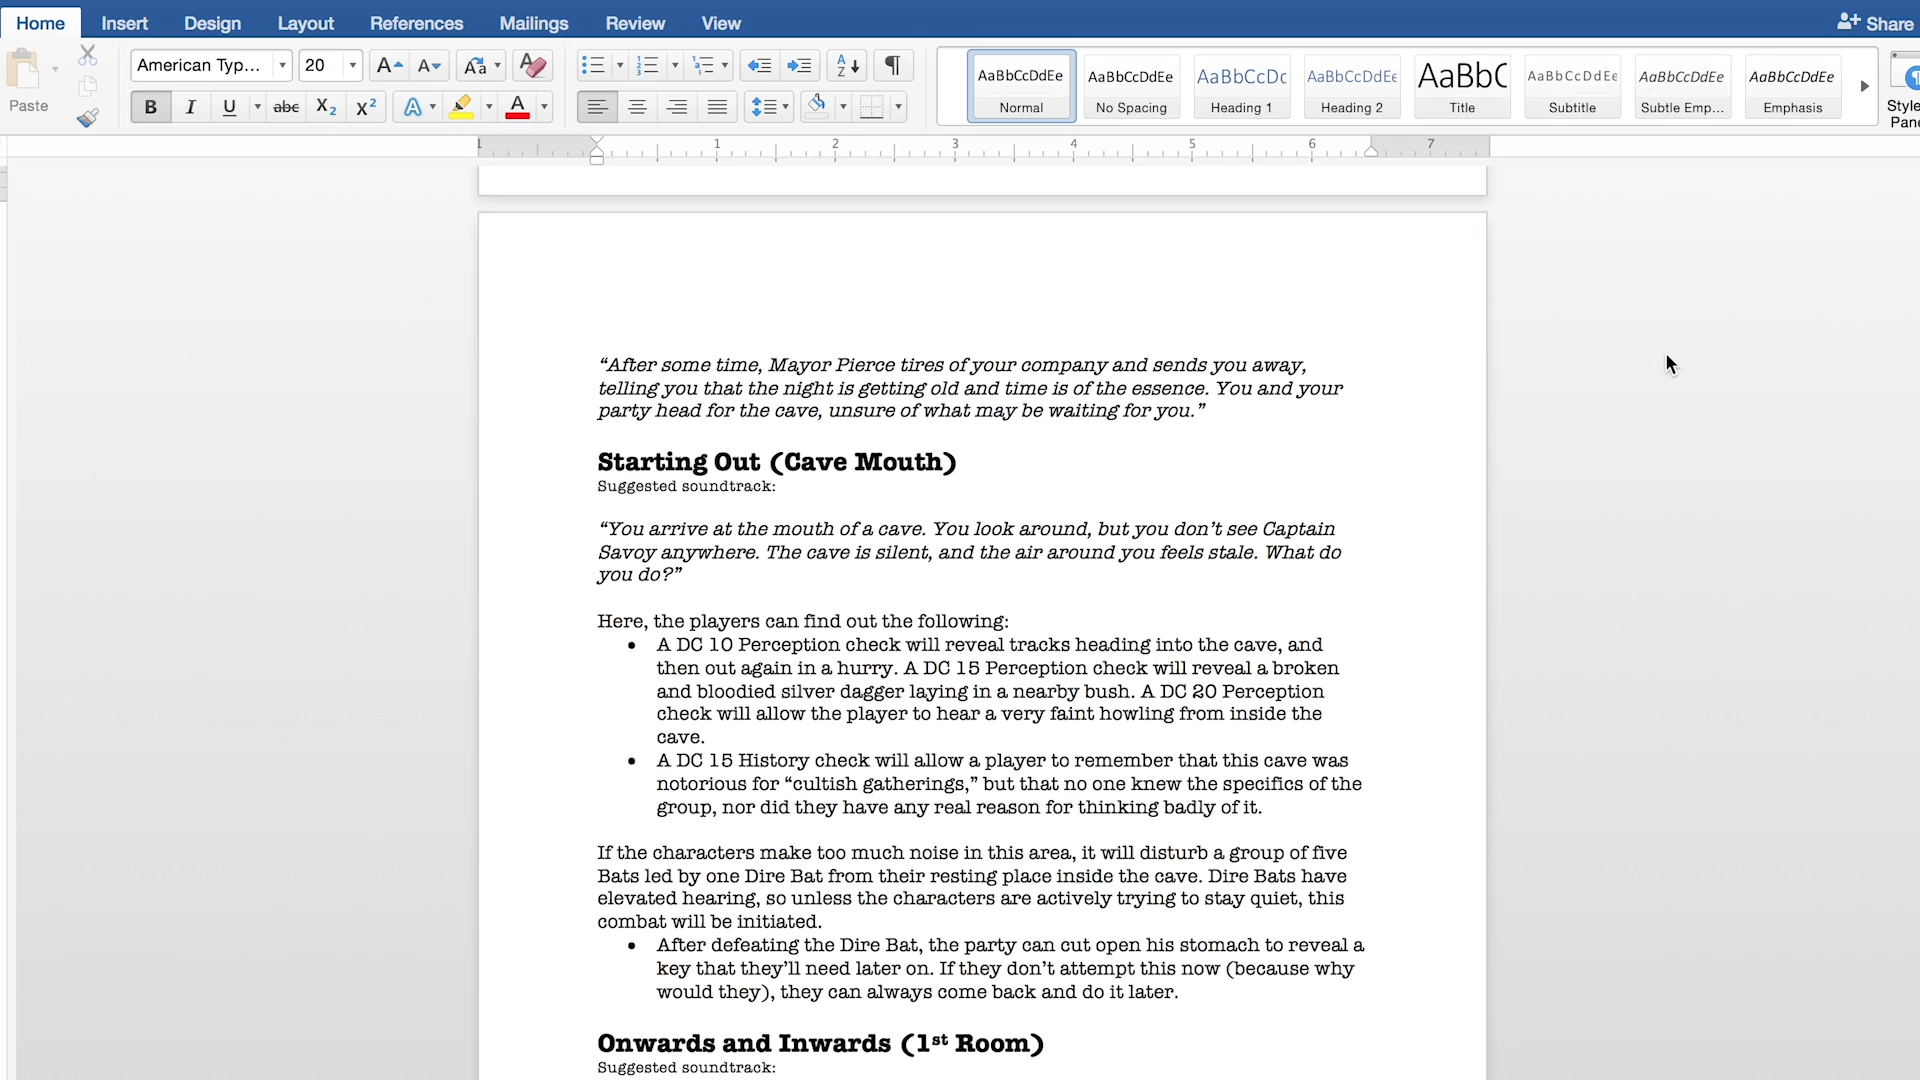 Home Insert Design Layout References Mailings Review View Share
American Typ... 20 Aa AaBbCcDdEe AaBbCcDdEe AaBbCcDc AaBbCcDdEe AaBbC AaBbCcDdEe AaBbCcDdEe AaBbCcDdEe
Paste B I U abc X2 X2 A A Normal No Spacing Heading 1 Heading 2 Title Subtitle Subtle Emp... Emphasis
1 1 2 3 4 5 6 7
“After some time, Mayor Pierce tires of your company and sends you away,
telling you that the night is getting old and time is of the essence. You and your
party head for the cave, unsure of what may be waiting for you.”
Starting Out (Cave Mouth)
Suggested soundtrack:
“You arrive at the mouth of a cave. You look around, but you don’t see Captain
Savoy anywhere. The cave is silent, and the air around you feels stale. What do
you do?”
Here, the players can find out the following:
• A DC 10 Perception check will reveal tracks heading into the cave, and
then out again in a hurry. A DC 15 Perception check will reveal a broken
and bloodied silver dagger laying in a nearby bush. A DC 20 Perception
check will allow the player to hear a very faint howling from inside the
cave.
• A DC 15 History check will allow a player to remember that this cave was
notorious for “cultish gatherings,” but that no one knew the specifics of the
group, nor did they have any real reason for thinking badly of it.
If the characters make too much noise in this area, it will disturb a group of five
Bats led by one Dire Bat from their resting place inside the cave. Dire Bats have
elevated hearing, so unless the characters are actively trying to stay quiet, this
combat will be initiated.
• After defeating the Dire Bat, the party can cut open his stomach to reveal a
key that they’ll need later on. If they don’t attempt this now (because why
would they), they can always come back and do it later.
Onwards and Inwards (1st Room)
Suggested soundtrack: